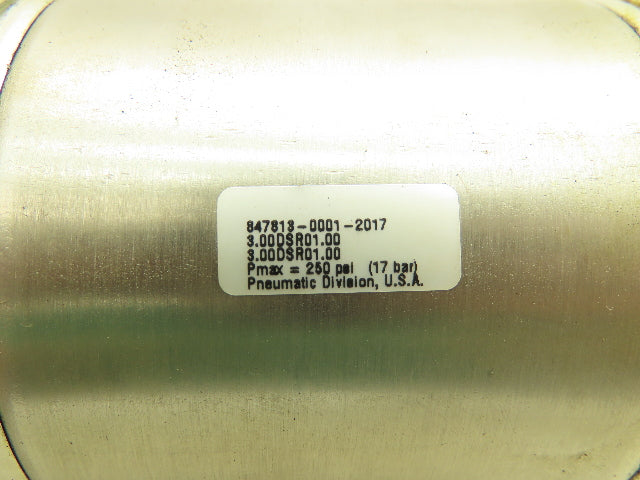 847813-0001-2017
3.00DSR01.00
3.00DSR01.00
Pmax = 250 psi (17 bar)
Pneumatic Division, U.S.A.